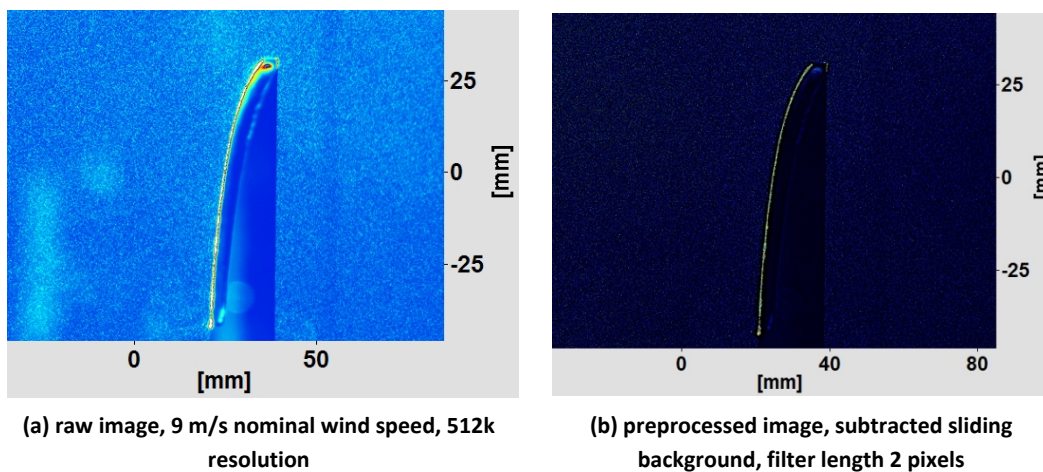 25
0
-25
[mm]
0 50
[mm]
(a) raw image, 9 m/s nominal wind speed, 512k
resolution
25
0
-25
[mm]
0 40 80
[mm]
(b) preprocessed image, subtracted sliding
background, filter length 2 pixels